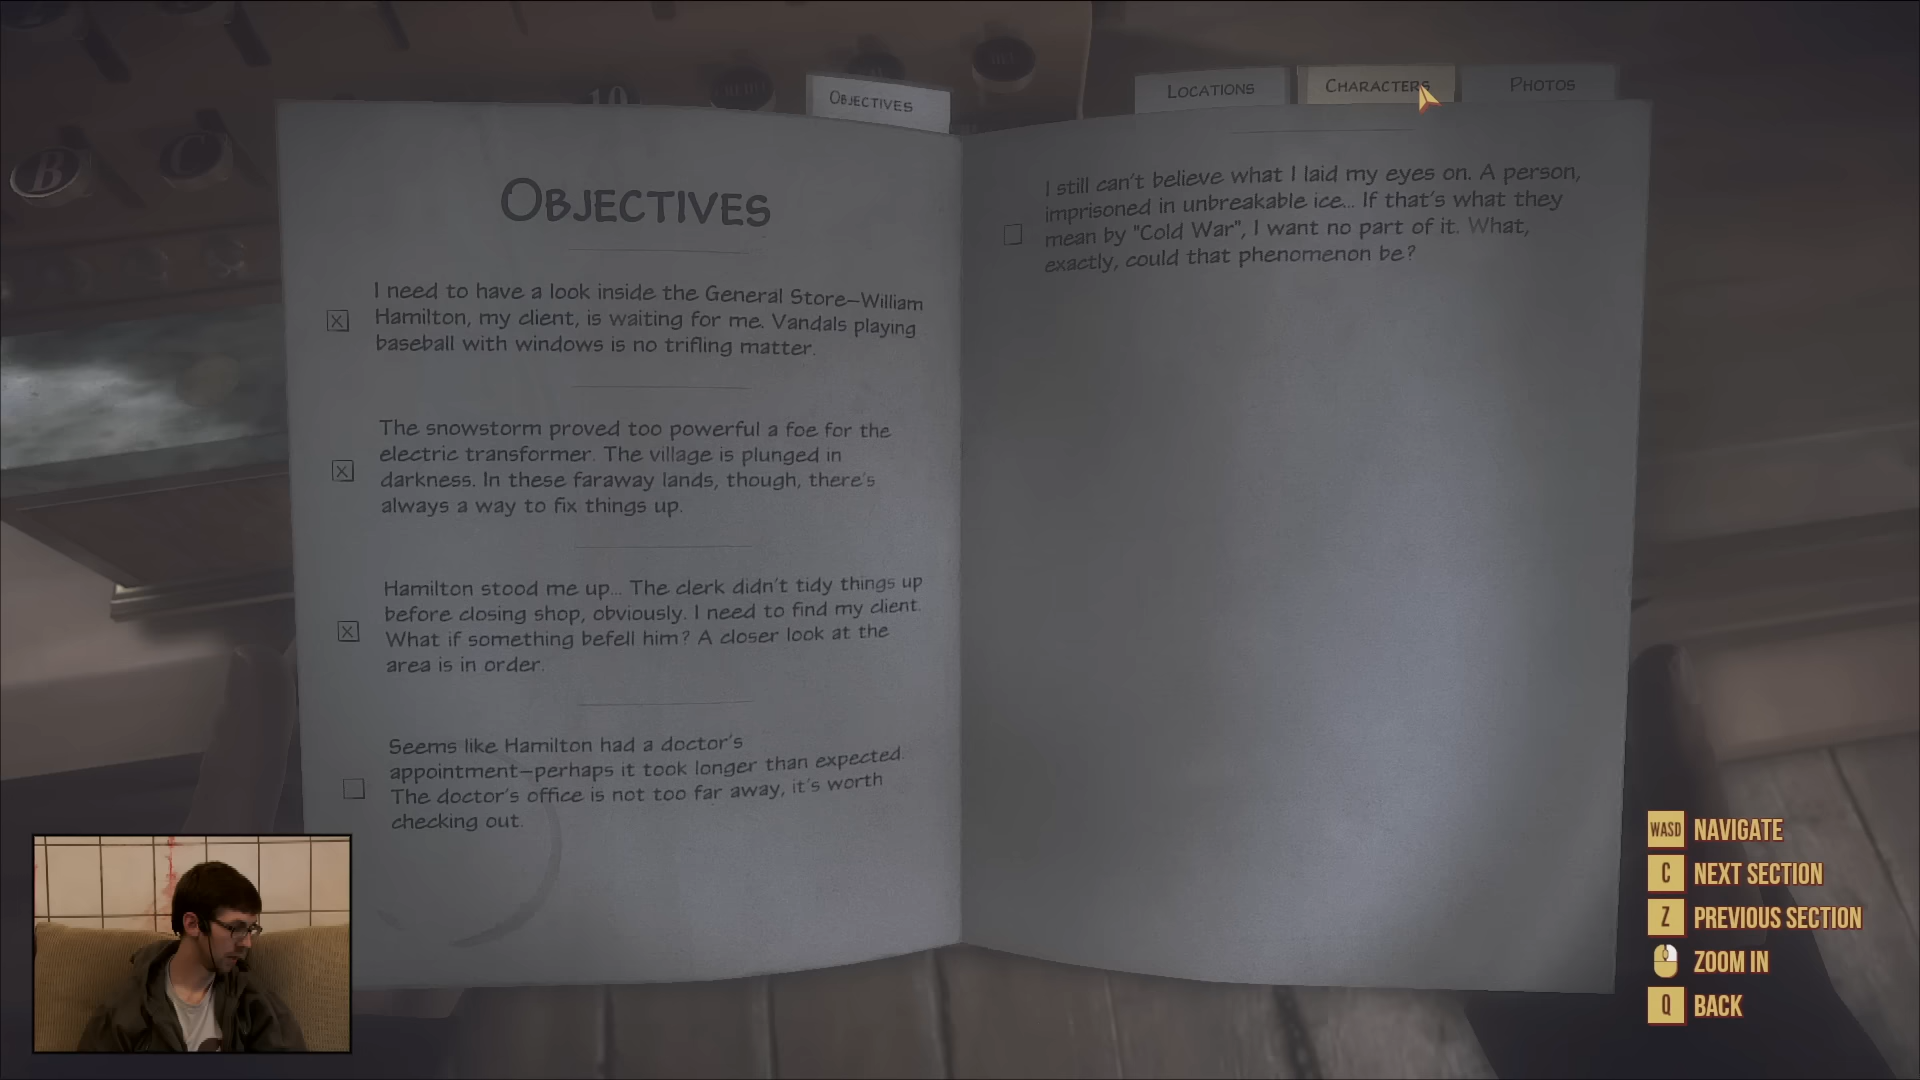 OBJECTIVES
LOCATIONS
CHARACTERS
PHOTOS
B
C
10
OBJECTIVES
I need to have a look inside the General Store—William
Hamilton, my client, is waiting for me. Vandals playing
baseball with windows is no trifling matter.
The snowstorm proved too powerful a foe for the
electric transformer. The village is plunged in
darkness. In these faraway lands, though, there's
always a way to fix things up.
Hamilton stood me up... The clerk didn't tidy things up
before closing shop, obviously. I need to find my client.
What if something befell him? A closer look at the
area is in order.
Seems like Hamilton had a doctor's
appointment—perhaps it took longer than expected.
The doctor's office is not too far away, it's worth
checking out.
I still can't believe what I laid my eyes on. A person,
imprisoned in unbreakable ice... If that's what they
mean by "Cold War", I want no part of it. What,
exactly, could that phenomenon be?
WASD NAVIGATE
C NEXT SECTION
Z PREVIOUS SECTION
ZOOM IN
Q BACK